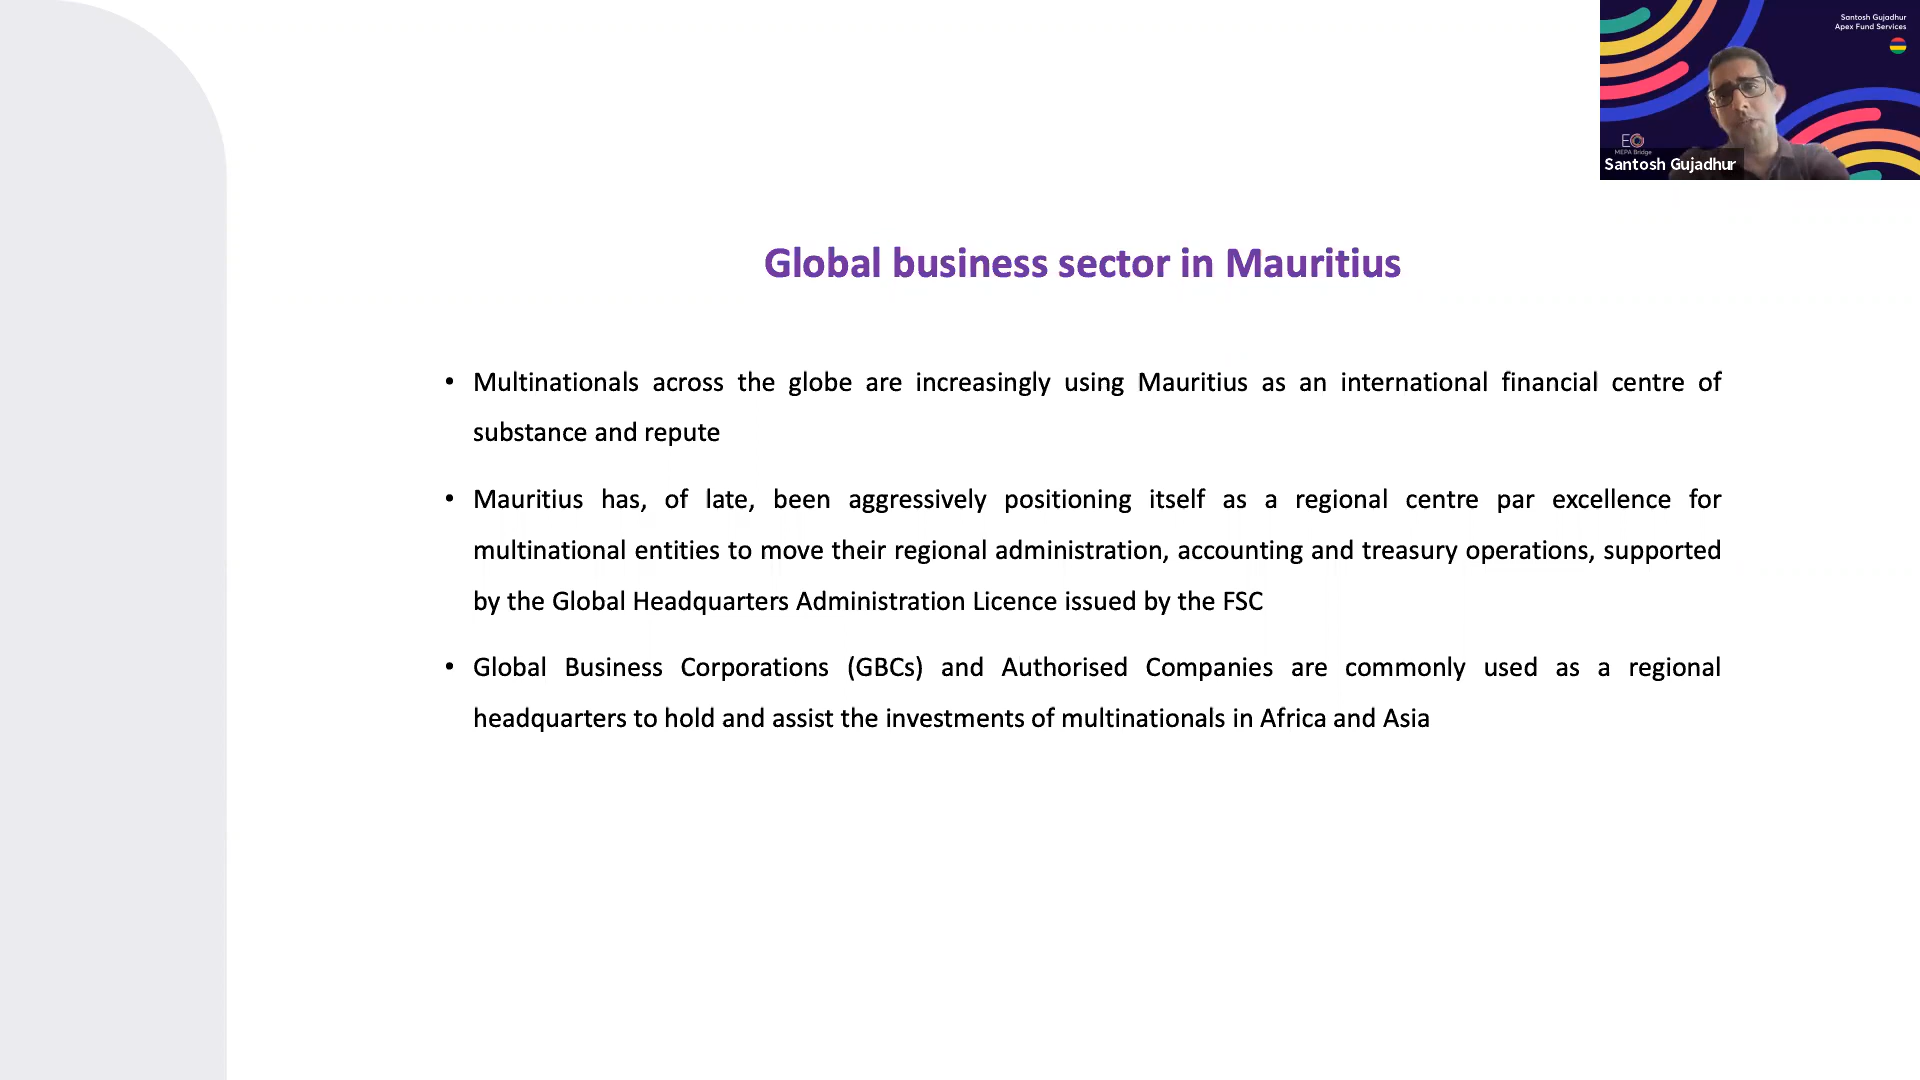 Santosh Gujadhur
Apex Fund Services
EO
MEPA Bridge
Santosh Gujadhur
Global business sector in Mauritius
• Multinationals across the globe are increasingly using Mauritius as an international financial centre of
substance and repute
• Mauritius has, of late, been aggressively positioning itself as a regional centre par excellence for
multinational entities to move their regional administration, accounting and treasury operations, supported
by the Global Headquarters Administration Licence issued by the FSC
• Global Business Corporations (GBCs) and Authorised Companies are commonly used as a regional
headquarters to hold and assist the investments of multinationals in Africa and Asia